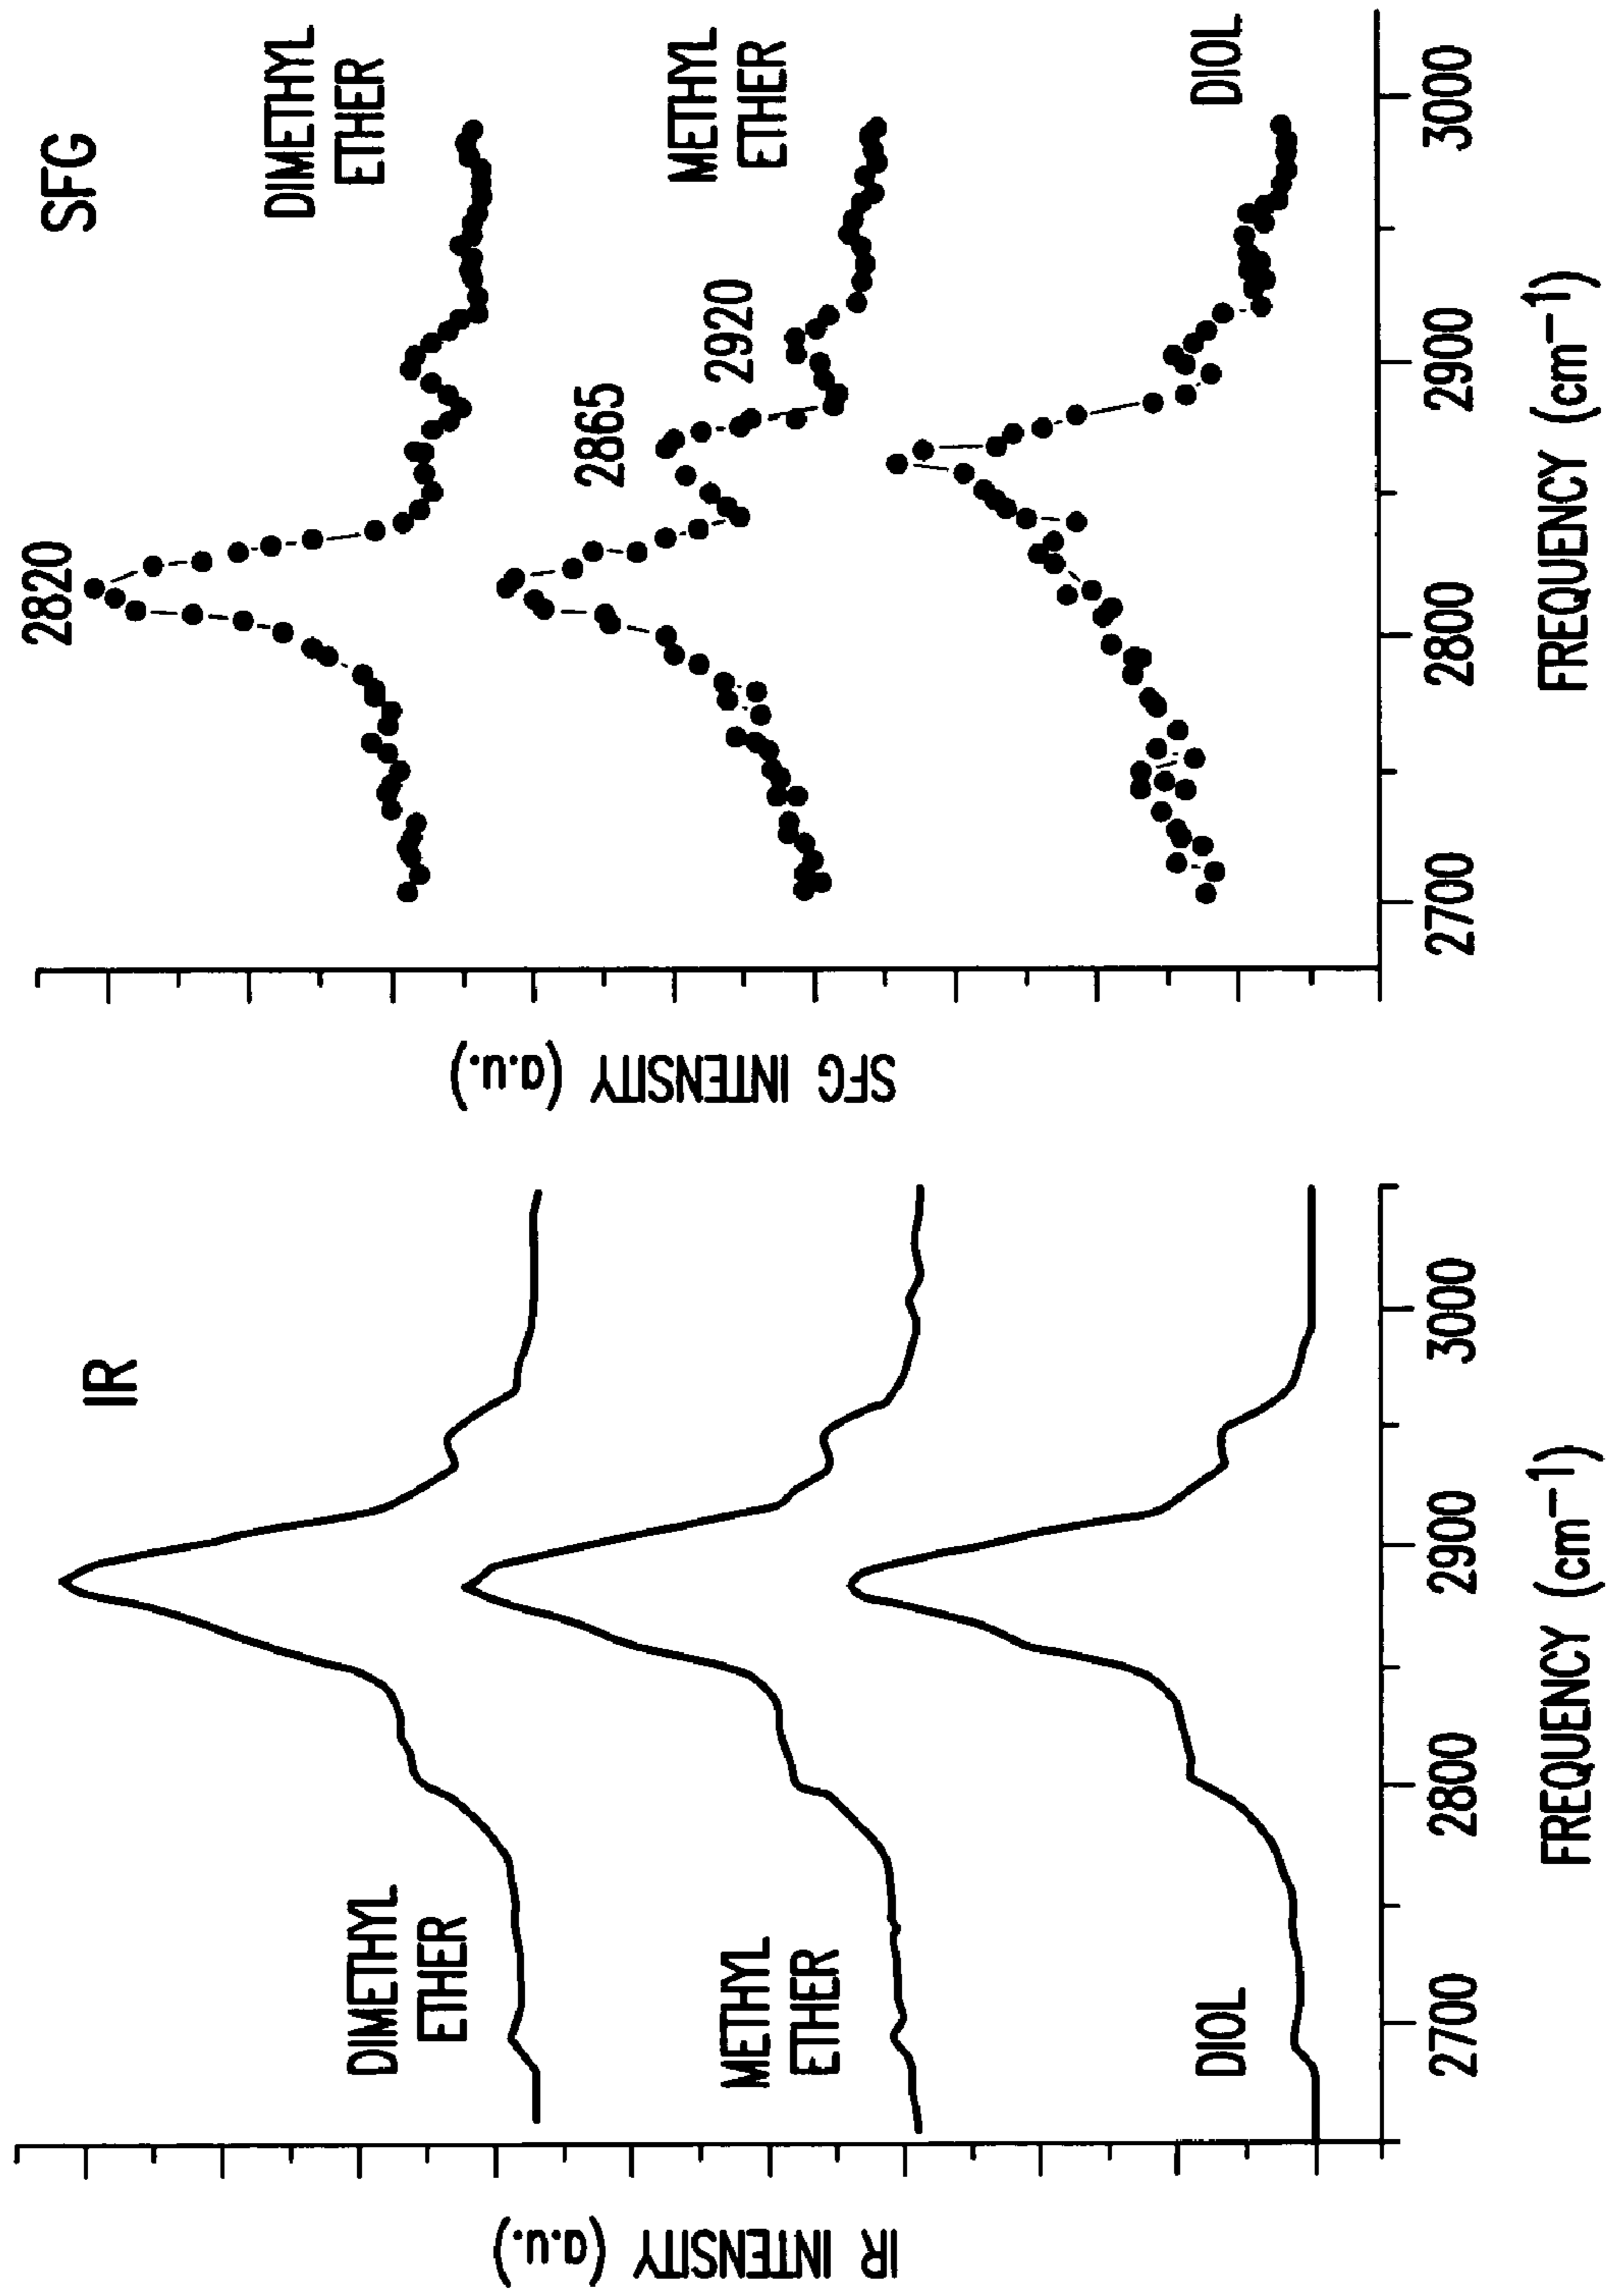 IR
DIMETHYL
ETHER
METHYL
ETHER
DIOL
IR INTENSITY (a.u.)
2700
2800
2900
3000
FREQUENCY (cm⁻¹)
SFG
2820
DIMETHYL
ETHER
2865
2920
METHYL
ETHER
DIOL
SFG INTENSITY (a.u.)
2700
2800
2900
3000
FREQUENCY (cm⁻¹)